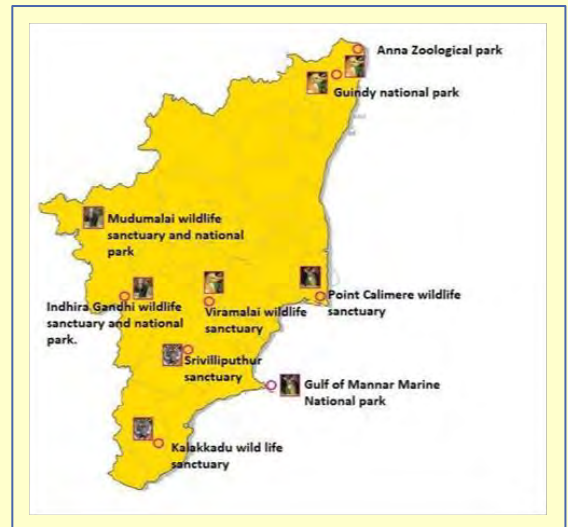 Anna Zoological park
Guindy national park
Mudumalai wildlife
sanctuary and national
park
Indhira Gandhi wildlife
sanctuary and national
park.
Viramalai wildlife
sanctuary
Point Calimere wildlife
sanctuary
Srivilliputhur
sanctuary
Gulf of Mannar Marine
National park
Kalakkadu wild life
sanctuary